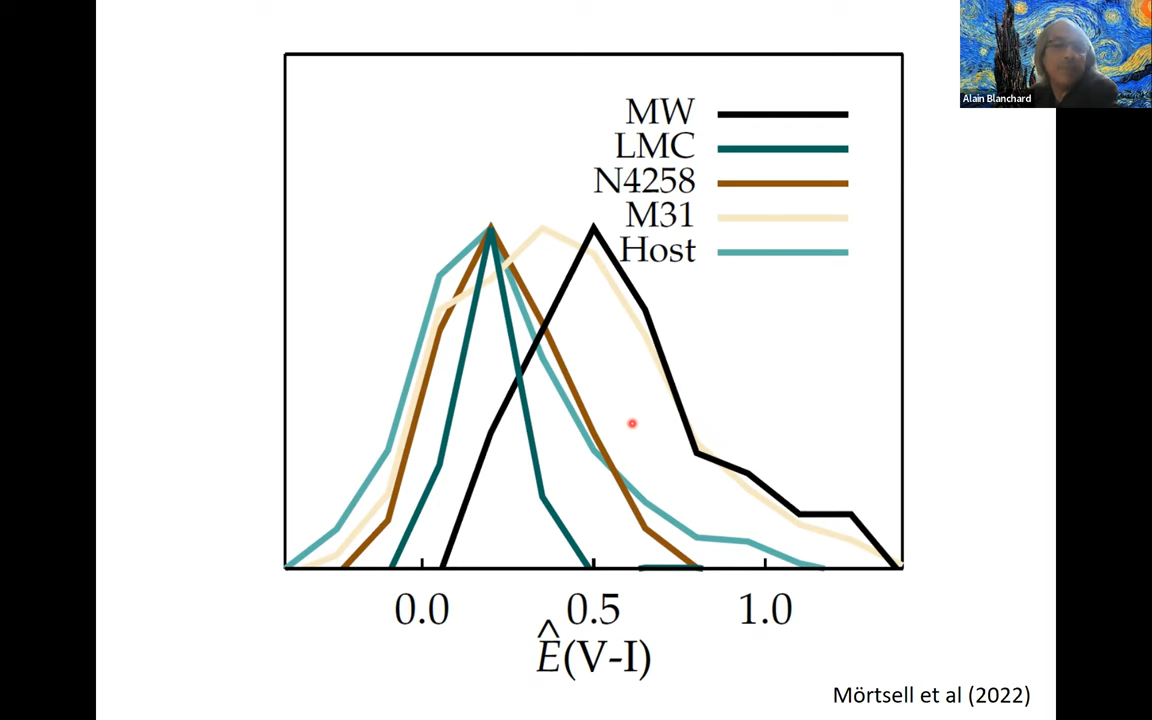 Alain Blanchard
MW
LMC
N4258
M31
Host
0.0 0.5 1.0
Ê(V-I)
Mörtsell et al (2022)